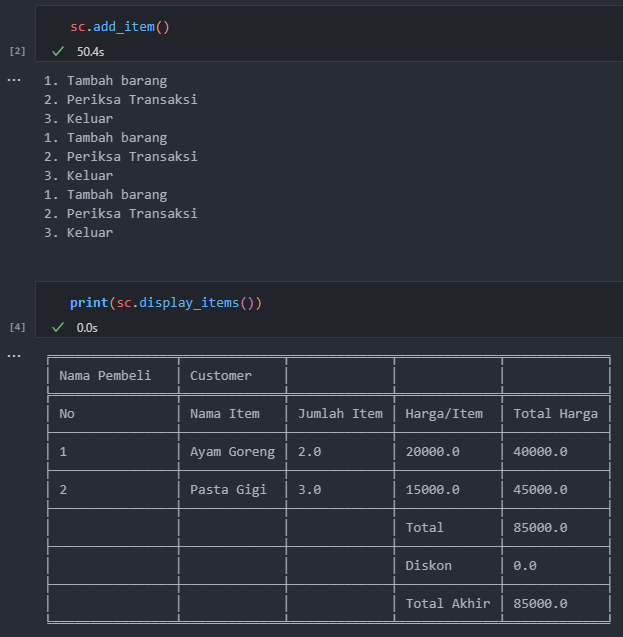 sc.add_item()
[2]
50.4s
...
1. Tambah barang
2. Periksa Transaksi
3. Keluar
1. Tambah barang
2. Periksa Transaksi
3. Keluar
1. Tambah barang
2. Periksa Transaksi
3. Keluar
print(sc.display_items())
[4]
0.0s
...
Nama Pembeli Customer
No Nama Item Jumlah Item Harga/Item Total Harga
1 Ayam Goreng 2.0 20000.0 40000.0
2 Pasta Gigi 3.0 15000.0 45000.0
Total 85000.0
Diskon 0.0
Total Akhir 85000.0